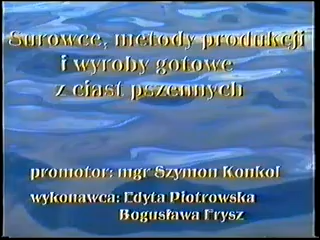 Surowce, metody produkcji
i wyroby gotowe
z ciast pszennych
promotor: mgr Szymon Konkol
wykonawca: Edyta Piotrowska
Bogusława Frysz